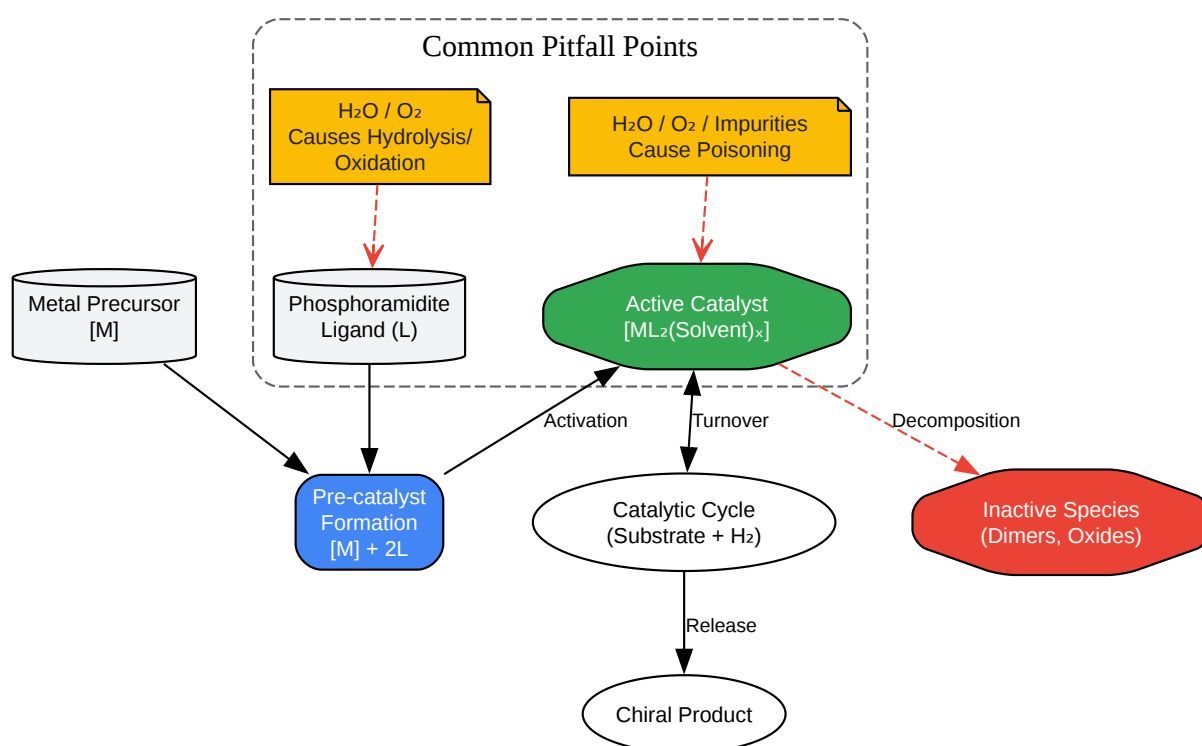 Common Pitfall Points
H₂O / O₂
Causes Hydrolysis/
Oxidation
H₂O / O₂ / Impurities
Cause Poisoning
Metal Precursor
[M]
Phosphoramidite
Ligand (L)
Active Catalyst
[ML₂(Solvent)ₓ]
Activation
Turnover
Decomposition
Pre-catalyst
Formation
[M] + 2L
Catalytic Cycle
(Substrate + H₂)
Inactive Species
(Dimers, Oxides)
Release
Chiral Product